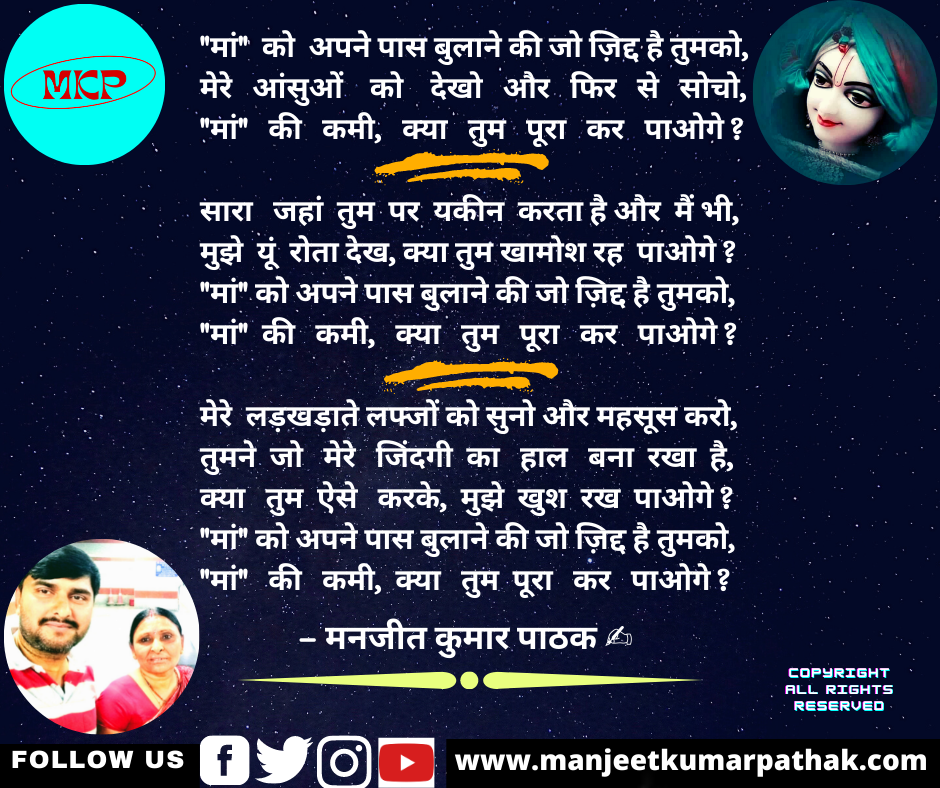 MKP
"मां" को अपने पास बुलाने की जो ज़िद्द है तुमको,
मेरे आंसुओं को देखो और फिर से सोचो,
"मां" की कमी, क्या तुम पूरा कर पाओगे ?
सारा जहां तुम पर यकीन करता है और मैं भी,
मुझे यूं रोता देख, क्या तुम खामोश रह पाओगे ?
"मां" को अपने पास बुलाने की जो ज़िद्द है तुमको,
"मां" की कमी, क्या तुम पूरा कर पाओगे ?
मेरे लड़खड़ाते लफ्जों को सुनो और महसूस करो,
तुमने जो मेरे जिंदगी का हाल बना रखा है,
क्या तुम ऐसे करके, मुझे खुश रख पाओगे ?
"मां" को अपने पास बुलाने की जो ज़िद्द है तुमको,
"मां" की कमी, क्या तुम पूरा कर पाओगे ?
– मनजीत कुमार पाठक ✍
COPYRIGHT
ALL RIGHTS
RESERVED
FOLLOW US
www.manjeetkumarpathak.com